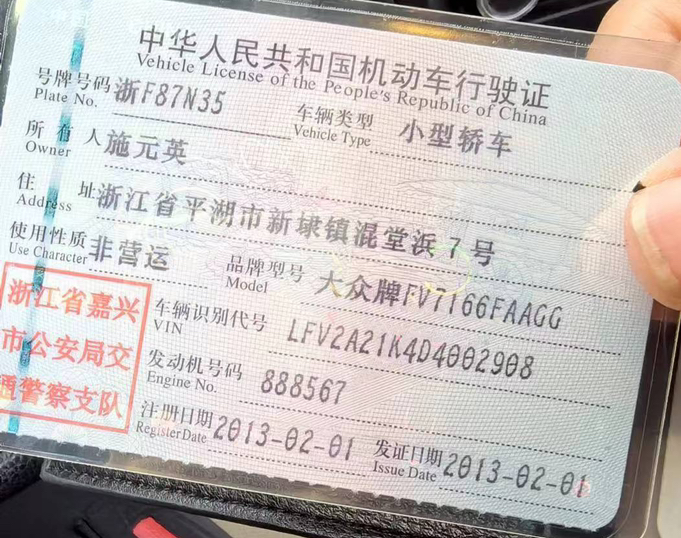 中华人民共和国机动车行驶证
Vehicle License of the People's Republic of China
号牌号码 浙F87N35 车辆类型 小型轿车
Plate No. Vehicle Type
所有人 施元英
Owner
住址 浙江省平湖市新埭镇混堂浜7号
Address
使用性质 非营运 品牌型号 大众牌FV7166FAAGG
Use Character Model
浙江省嘉兴
市公安局交
通警察支队
车辆识别代号 LFV2A21K4D4002908
VIN
发动机号码 888567
Engine No.
注册日期 2013-02-01 发证日期 2013-02-01
Register Date Issue Date